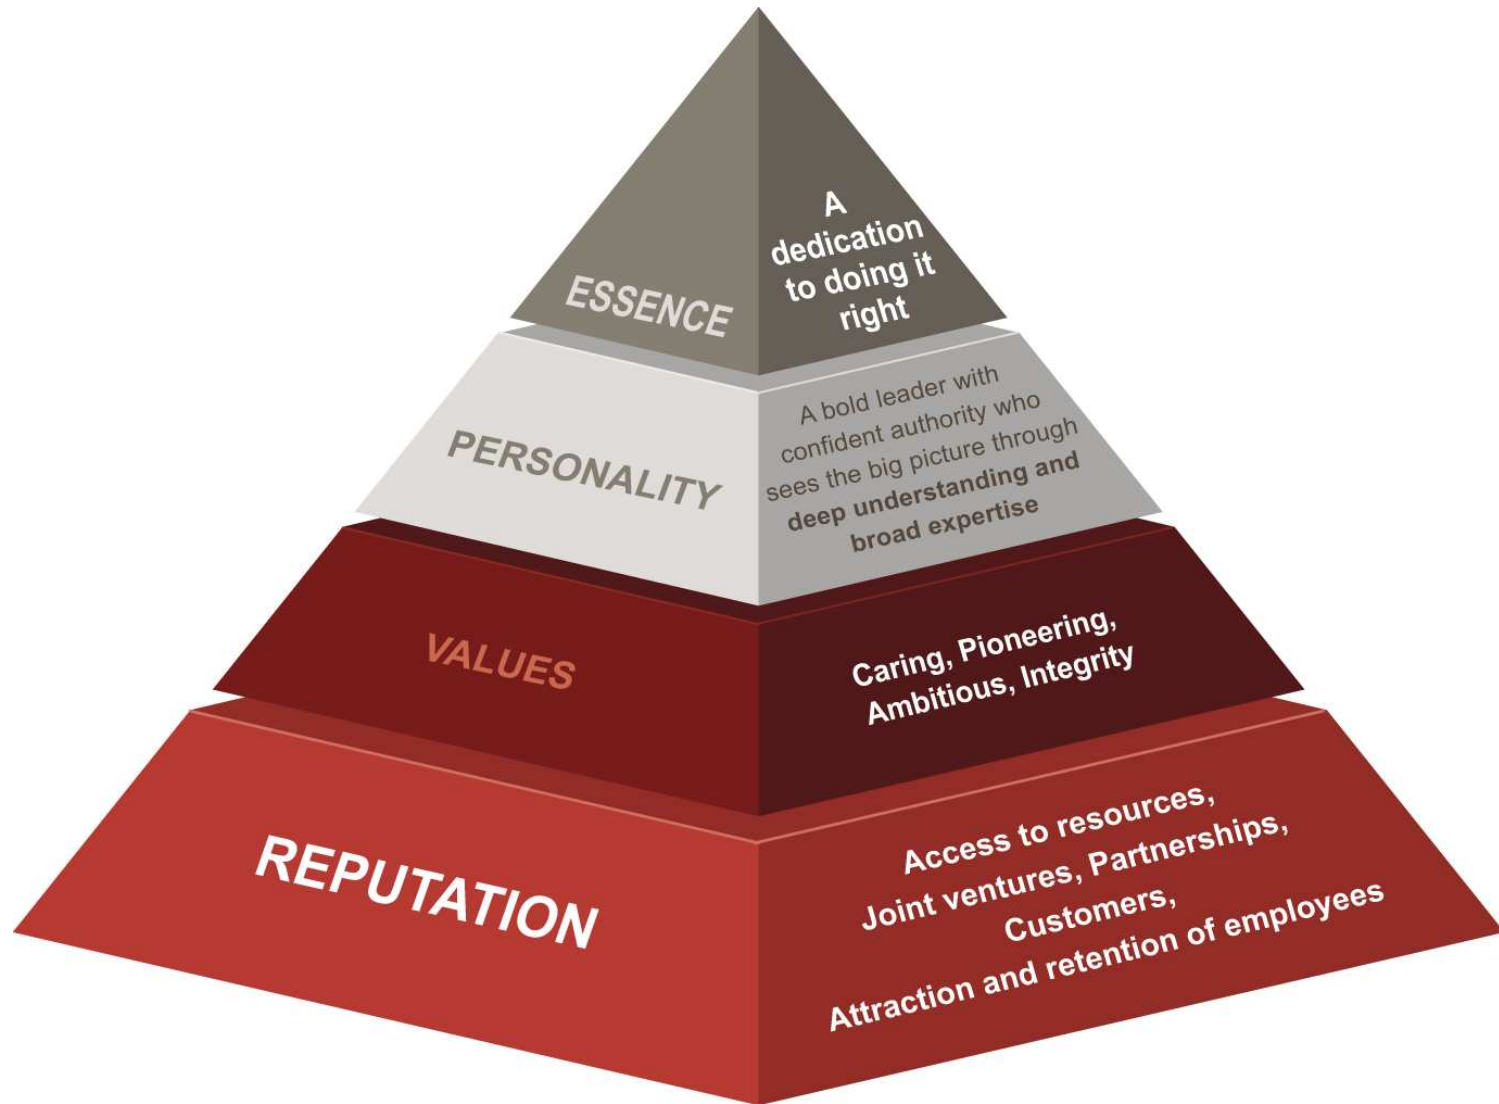 ESSENCE
A
dedication
to doing it
right
PERSONALITY
A bold leader with
confident authority who
sees the big picture through
deep understanding and
broad expertise
VALUES
Caring, Pioneering,
Ambitious, Integrity
REPUTATION
Access to resources,
Joint ventures, Partnerships,
Customers,
Attraction and retention of employees